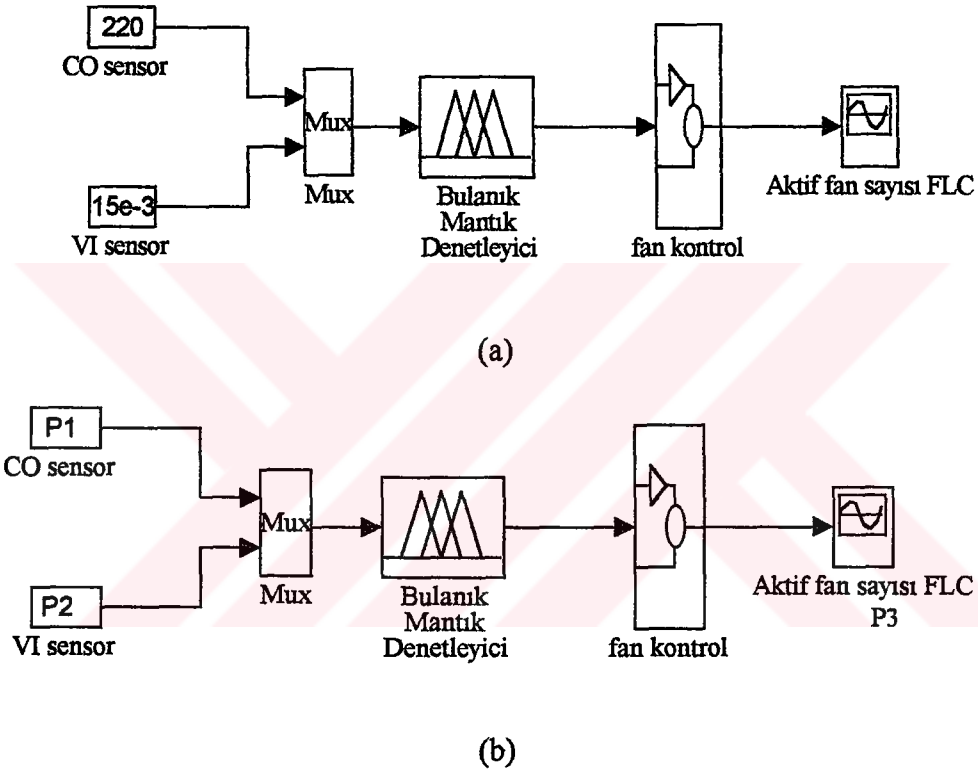 220
CO sensor
Mux
Mux
15e-3
VI sensor
Bulanık
Mantık
Denetleyici
fan kontrol
Aktif fan sayısı FLC
(a)
P1
CO sensor
Mux
Mux
P2
VI sensor
Bulanık
Mantık
Denetleyici
fan kontrol
Aktif fan sayısı FLC
P3
(b)